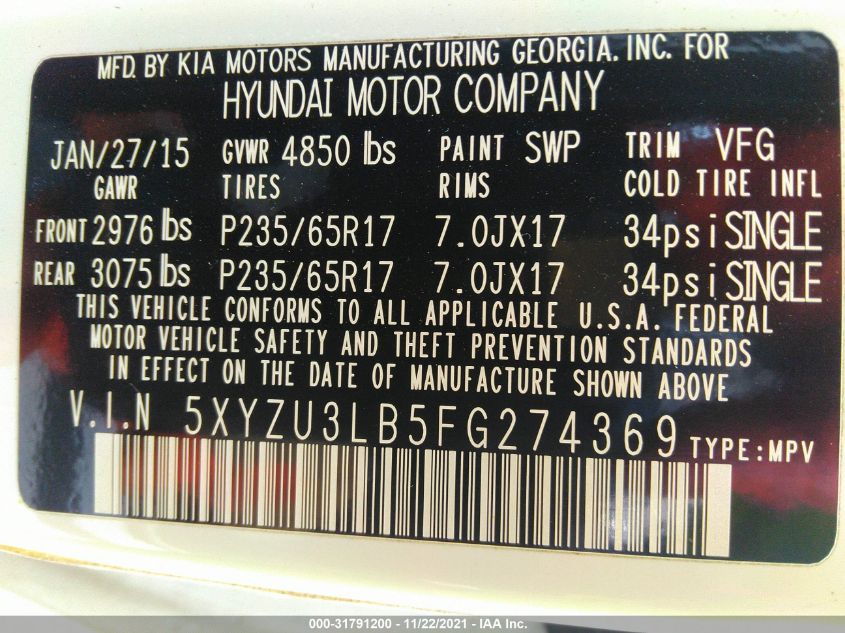 MFD. BY KIA MOTORS MANUFACTURING GEORGIA. INC. FOR
HYUNDAI MOTOR COMPANY
JAN/27/15 GVWR 4850 lbs PAINT SWP TRIM VFG
GAWR TIRES RIMS COLD TIRE INFL
FRONT 2976 lbs P235/65R17 7.0JX17 34psi SINGLE
REAR 3075 lbs P235/65R17 7.0JX17 34psi SINGLE
THIS VEHICLE CONFORMS TO ALL APPLICABLE U.S.A. FEDERAL
MOTOR VEHICLE SAFETY AND THEFT PREVENTION STANDARDS
IN EFFECT ON THE DATE OF MANUFACTURE SHOWN ABOVE
V.I.N 5XYZU3LB5FG274369 TYPE:MPV
000-31791200 - 11/22/2021 - IAA Inc.